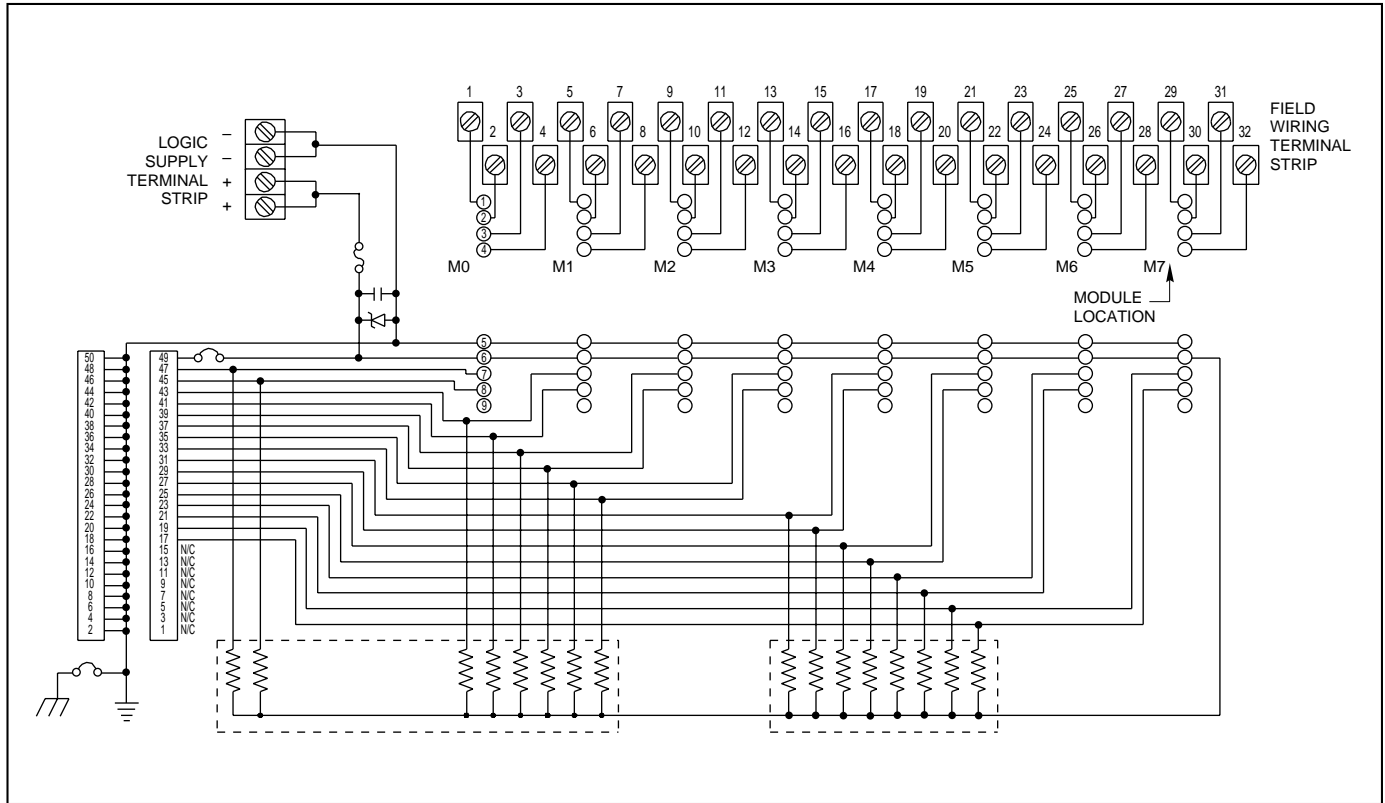 1 3 5 7 9 11 13 15 17 19 21 23 25 27 29 31
2 4 6 8 10 12 14 16 18 20 22 24 26 28 30 32
FIELD
WIRING
TERMINAL
STRIP
LOGIC
SUPPLY
TERMINAL
STRIP
–
–
+
+
1
2
3
4
M0 M1 M2 M3 M4 M5 M6 M7
MODULE
LOCATION
5
6
7
8
9
50 49
48 47
46 45
44 43
42 41
40 39
38 37
36 35
34 33
32 31
30 29
28 27
26 25
24 23
22 21
20 19
18 17
16 15 N/C
14 13 N/C
12 11 N/C
10 9 N/C
8 7 N/C
6 5 N/C
4 3 N/C
2 1 N/C